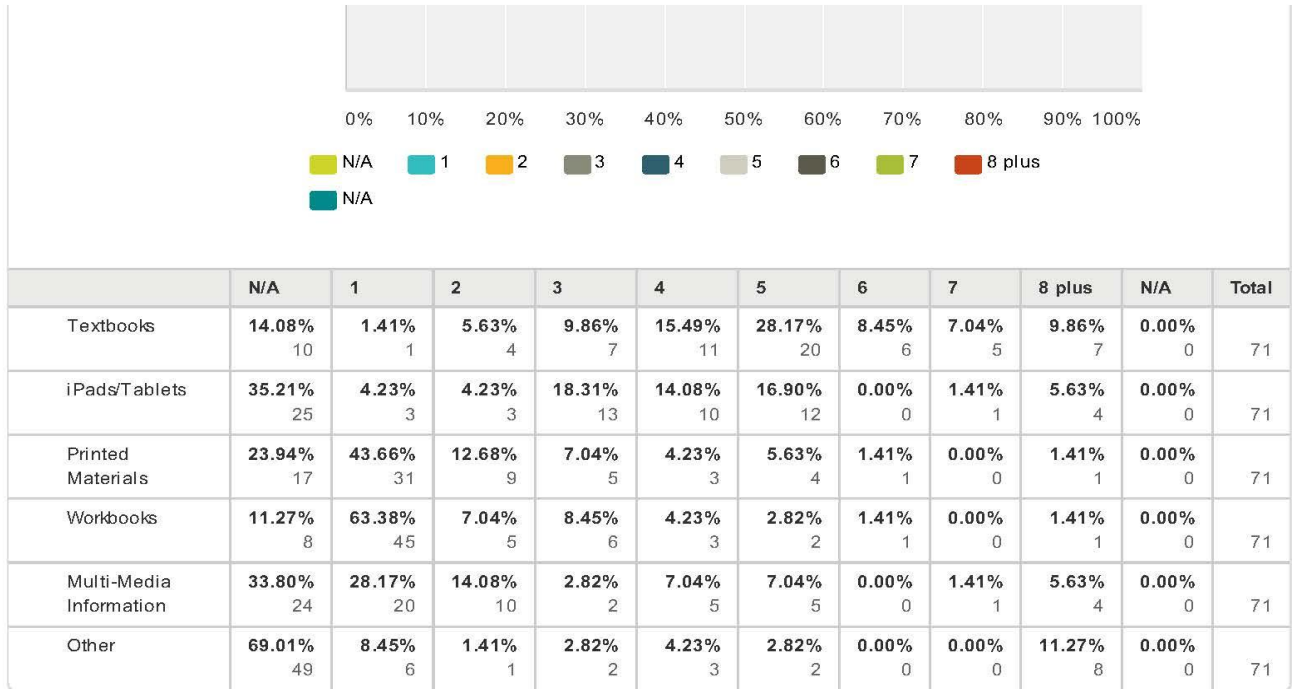 0% 10% 20% 30% 40% 50% 60% 70% 80% 90% 100%
N/A 1 2 3 4 5 6 7 8 plus
N/A
N/A 1 2 3 4 5 6 7 8 plus N/A Total
Textbooks 14.08% 1.41% 5.63% 9.86% 15.49% 28.17% 8.45% 7.04% 9.86% 0.00%
10 1 4 7 11 20 6 5 7 0 71
iPads/Tablets 35.21% 4.23% 4.23% 18.31% 14.08% 16.90% 0.00% 1.41% 5.63% 0.00%
25 3 3 13 10 12 0 1 4 0 71
Printed 23.94% 43.66% 12.68% 7.04% 4.23% 5.63% 1.41% 0.00% 1.41% 0.00%
Materials 17 31 9 5 3 4 1 0 1 0 71
Workbooks 11.27% 63.38% 7.04% 8.45% 4.23% 2.82% 1.41% 0.00% 1.41% 0.00%
8 45 5 6 3 2 1 0 1 0 71
Multi-Media 33.80% 28.17% 14.08% 2.82% 7.04% 7.04% 0.00% 1.41% 5.63% 0.00%
Information 24 20 10 2 5 5 0 1 4 0 71
Other 69.01% 8.45% 1.41% 2.82% 4.23% 2.82% 0.00% 0.00% 11.27% 0.00%
49 6 1 2 3 2 0 0 8 0 71